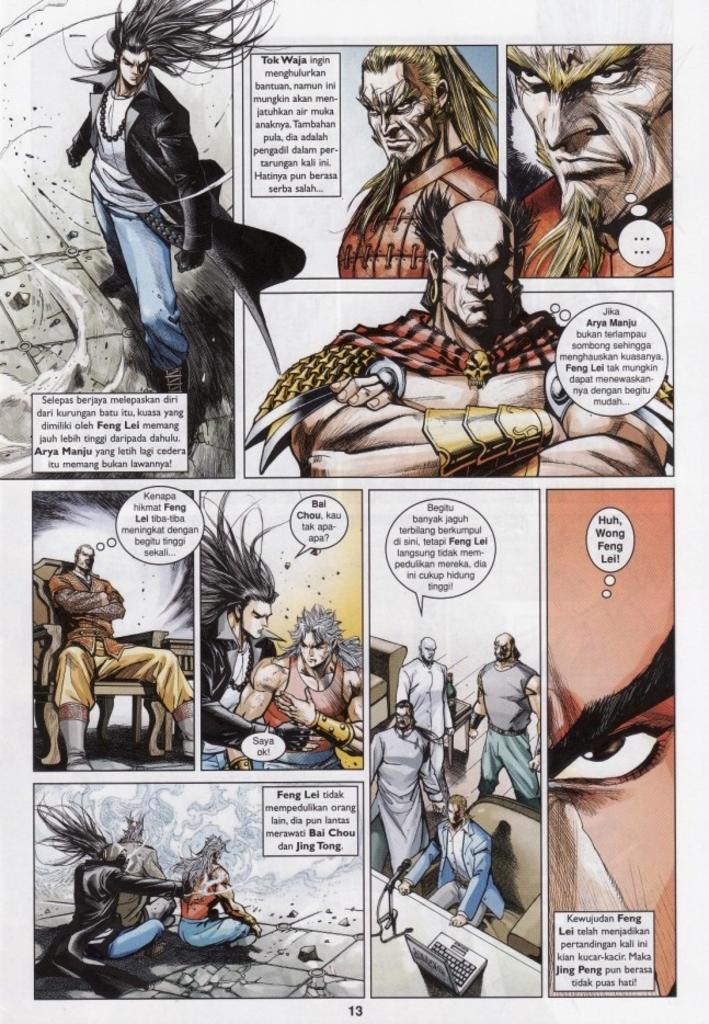 Tok Waja ingin
menghulurkan
bantuan, namun ini
mungkin akan men-
jatuhkan air muka
anaknya. Tambahan
pula, dia adalah
pengadil dalam per-
tarungan kali ini.
Hatinya pun berasa
serba salah...
...
...
Selepas berjaya melepaskan diri
dari kurungan batu itu, kuasa yang
dimiliki oleh Feng Lei memang
jauh lebih tinggi daripada dahulu.
Arya Manju yang letih lagi cedera
itu memang bukan lawannya!
Jika
Arya Manju
bukan terlampau
sombong sehingga
menghauskan kuasanya,
Feng Lei tak mungkin
dapat menewaskan-
nya dengan begitu
mudah...
Kenapa
hikmat Feng
Lei tiba-tiba
meningkat dengan
begitu tinggi
sekali...
Bai
Chou, kau
tak apa-
apa?
Saya
ok!
Begitu
banyak jaguh
terbilang berkumpul
di sini, tetapi Feng Lei
langsung tidak mem-
pedulikan mereka, dia
ini cukup hidung
tinggi!
Huh,
Wong
Feng
Lei!
Feng Lei tidak
mempedulikan orang
lain, dia pun lantas
merawati Bai Chou
dan Jing Tong.
Kewujudan Feng
Lei telah menjadikan
pertandingan kali ini
kian kucar-kacir. Maka
Jing Peng pun berasa
tidak puas hati!
13